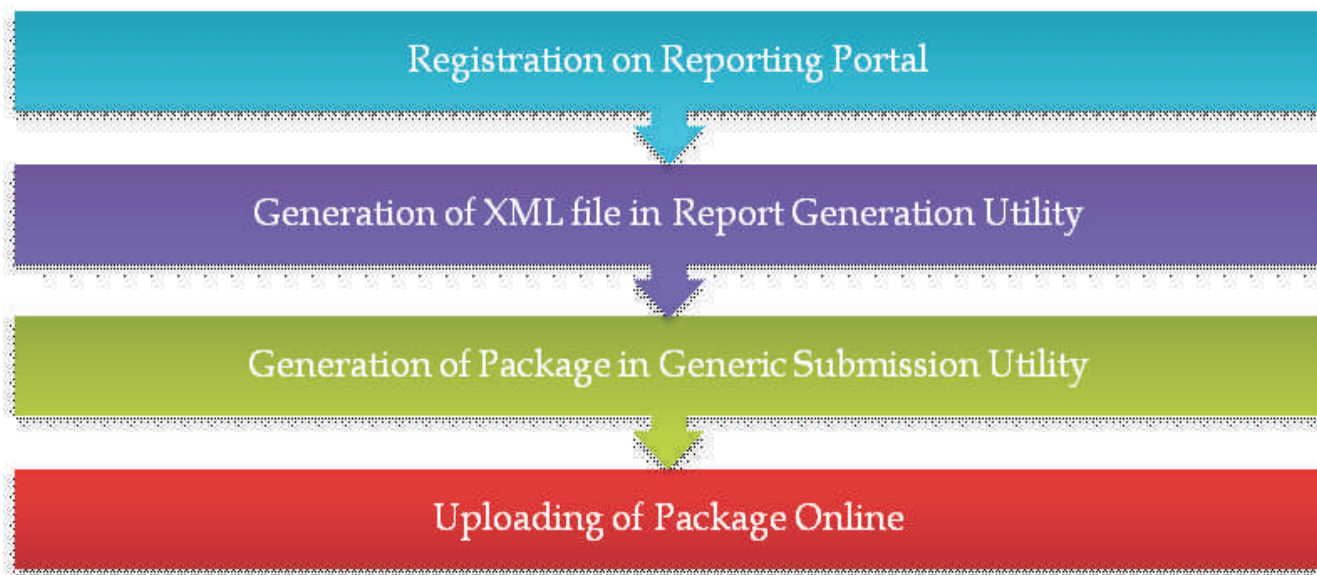 Registration on Reporting Portal
Generation of XML file in Report Generation Utility
Generation of Package in Generic Submission Utility
Uploading of Package Online